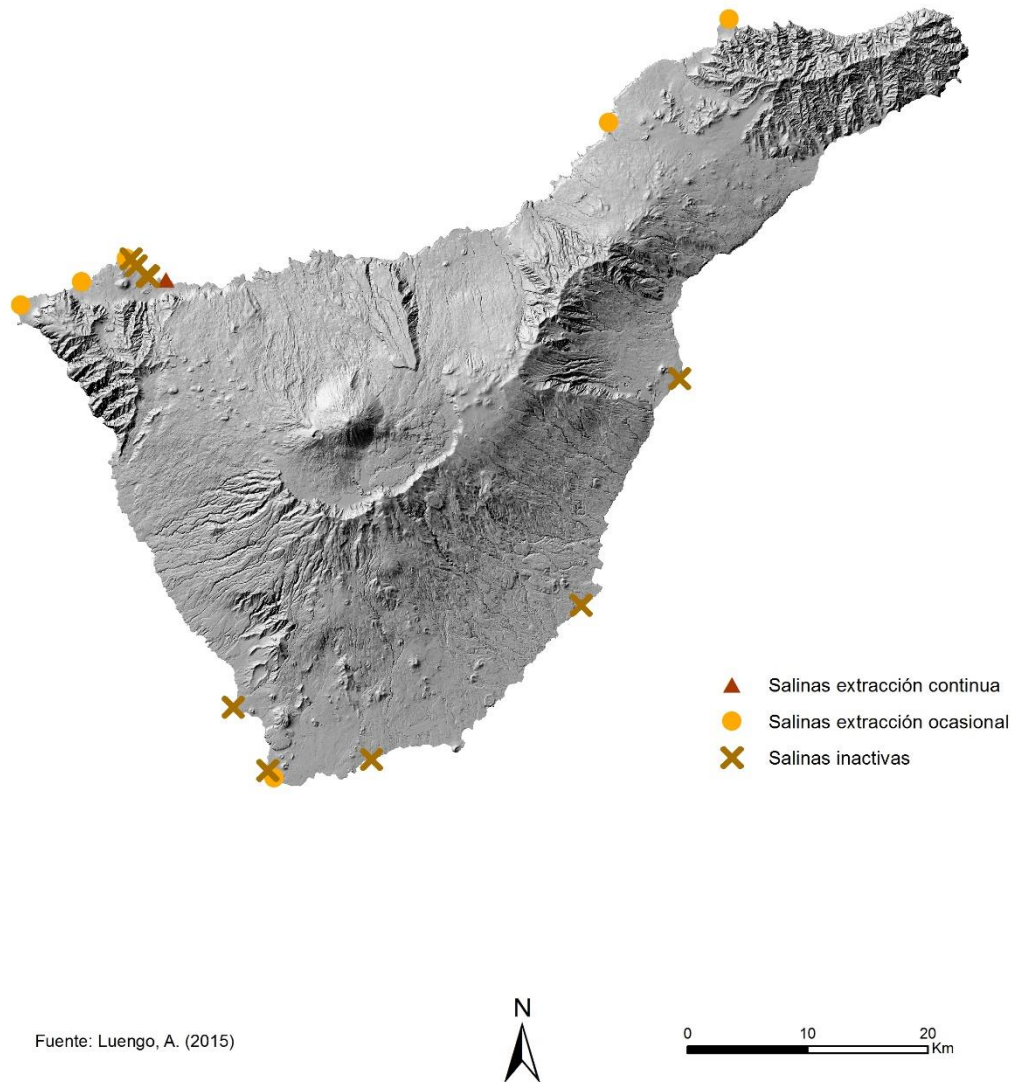 Salinas extracción continua
Salinas extracción ocasional
Salinas inactivas
Fuente: Luengo, A. (2015)
N
0 10 20
Km